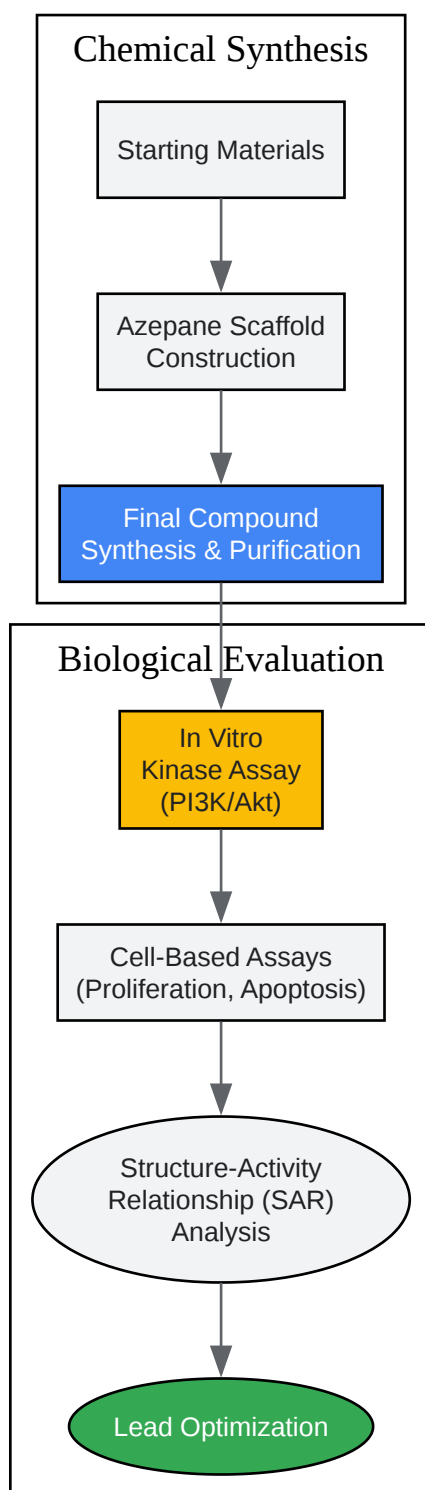 Chemical Synthesis
Starting Materials
Azepane Scaffold
Construction
Final Compound
Synthesis & Purification
Biological Evaluation
In Vitro
Kinase Assay
(PI3K/Akt)
Cell-Based Assays
(Proliferation, Apoptosis)
Structure-Activity
Relationship (SAR)
Analysis
Lead Optimization